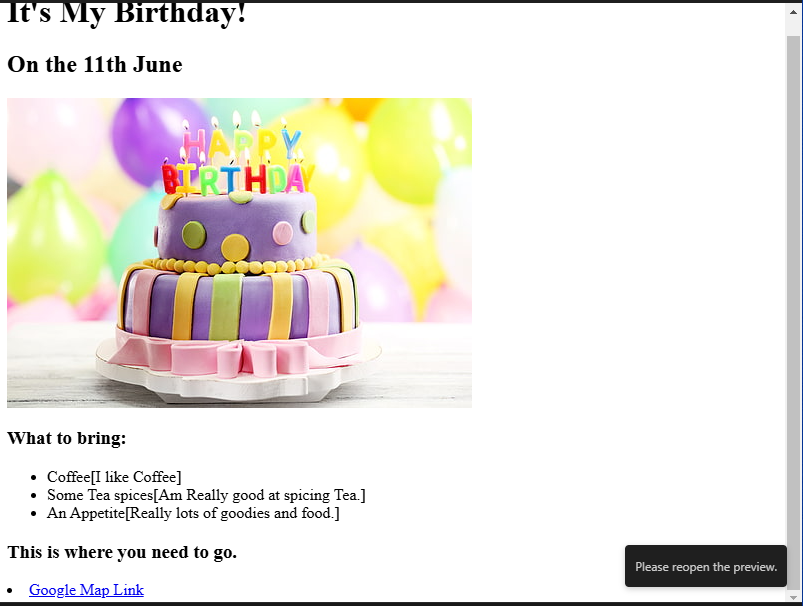 It's My Birthday!
On the 11th June
HAPPY
BIRTHDAY
What to bring:
Coffee[I like Coffee]
Some Tea spices[Am Really good at spicing Tea.]
An Appetite[Really lots of goodies and food.]
This is where you need to go.
Please reopen the preview.
Google Map Link